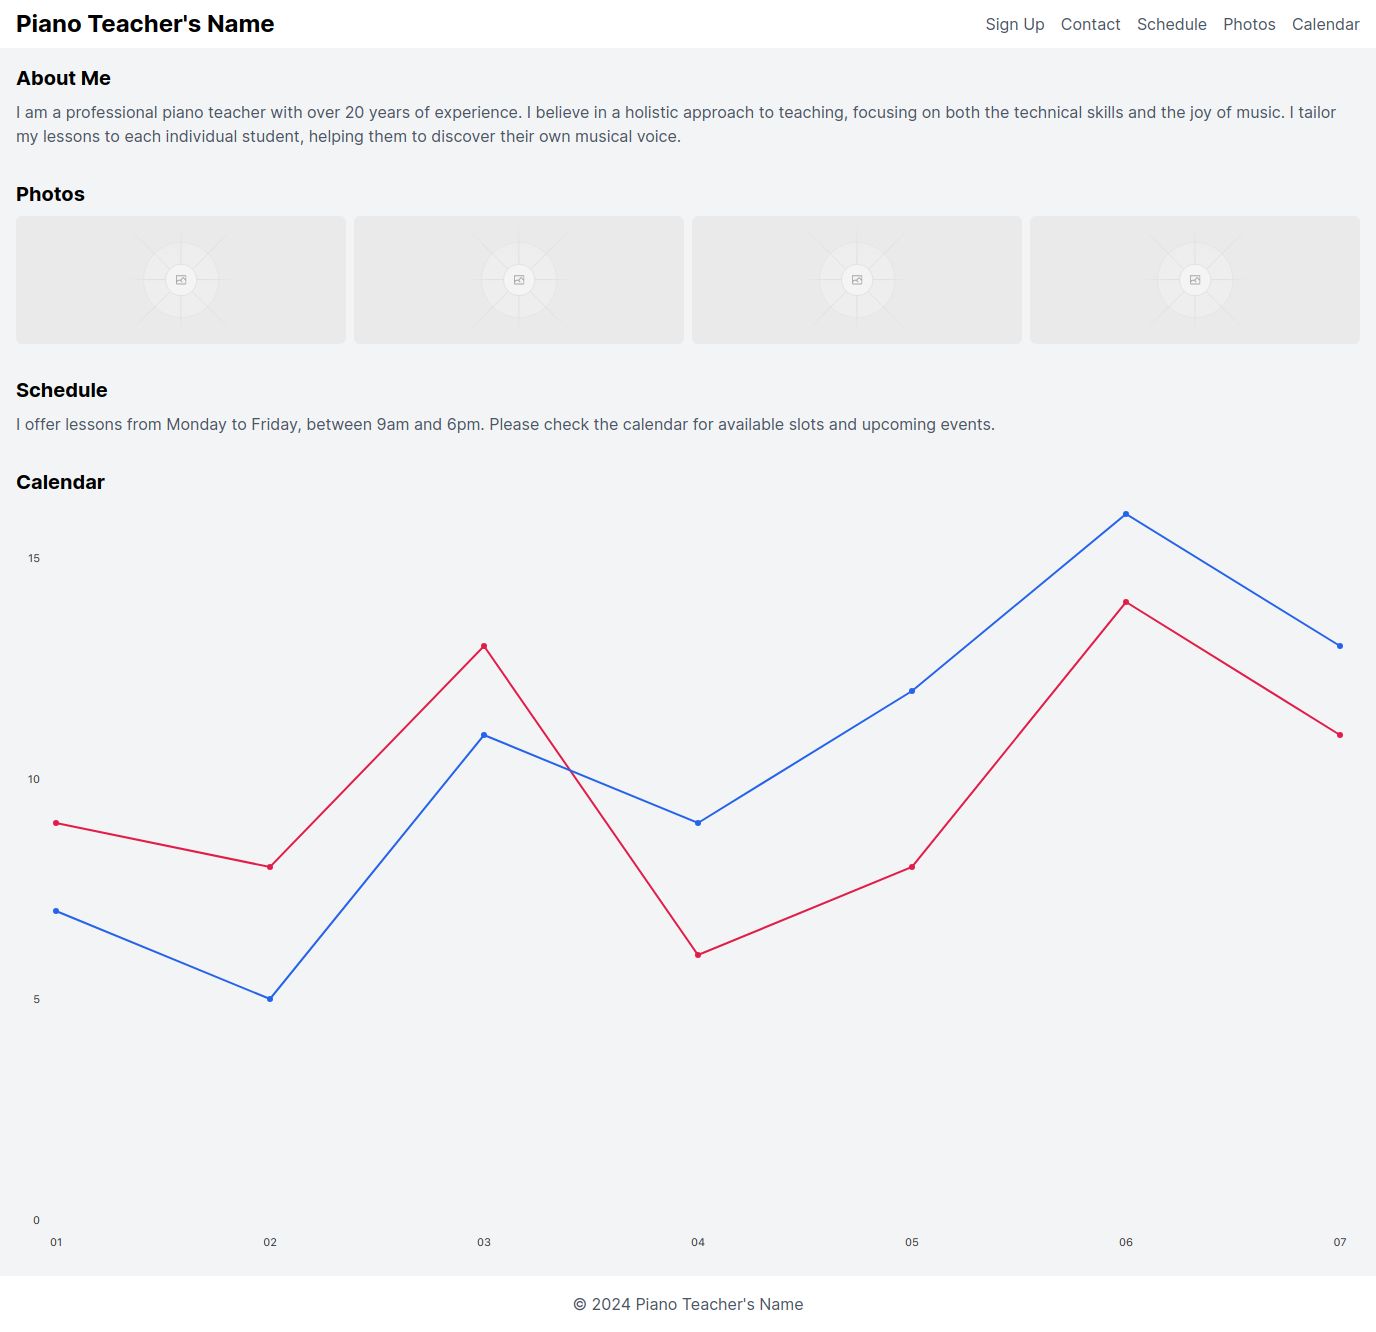 Piano Teacher's Name
Sign Up Contact Schedule Photos Calendar
About Me
I am a professional piano teacher with over 20 years of experience. I believe in a holistic approach to teaching, focusing on both the technical skills and the joy of music. I tailor
my lessons to each individual student, helping them to discover their own musical voice.
Photos
Schedule
I offer lessons from Monday to Friday, between 9am and 6pm. Please check the calendar for available slots and upcoming events.
Calendar
15
10
5
0
01 02 03 04 05 06 07
© 2024 Piano Teacher's Name